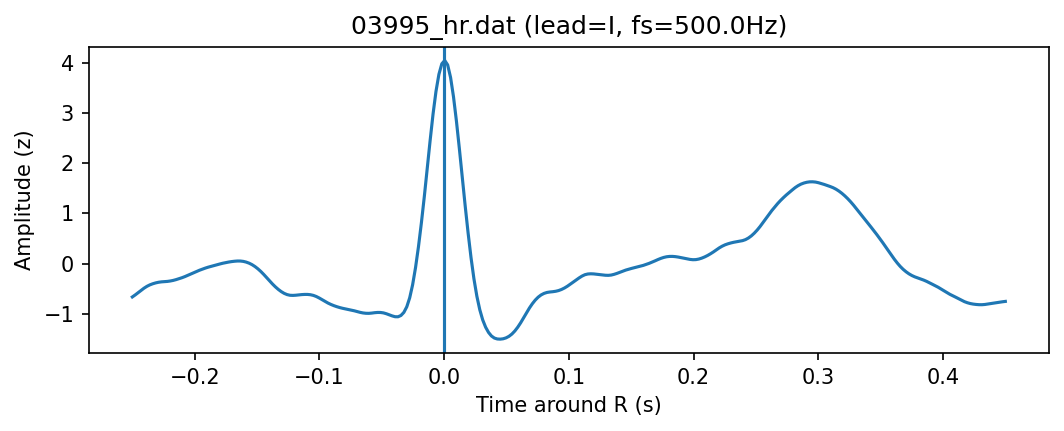 03995_hr.dat (lead=I, fs=500.0Hz)
4
3
2
1
0
−1
Amplitude (z)
−0.2 −0.1 0.0 0.1 0.2 0.3 0.4
Time around R (s)